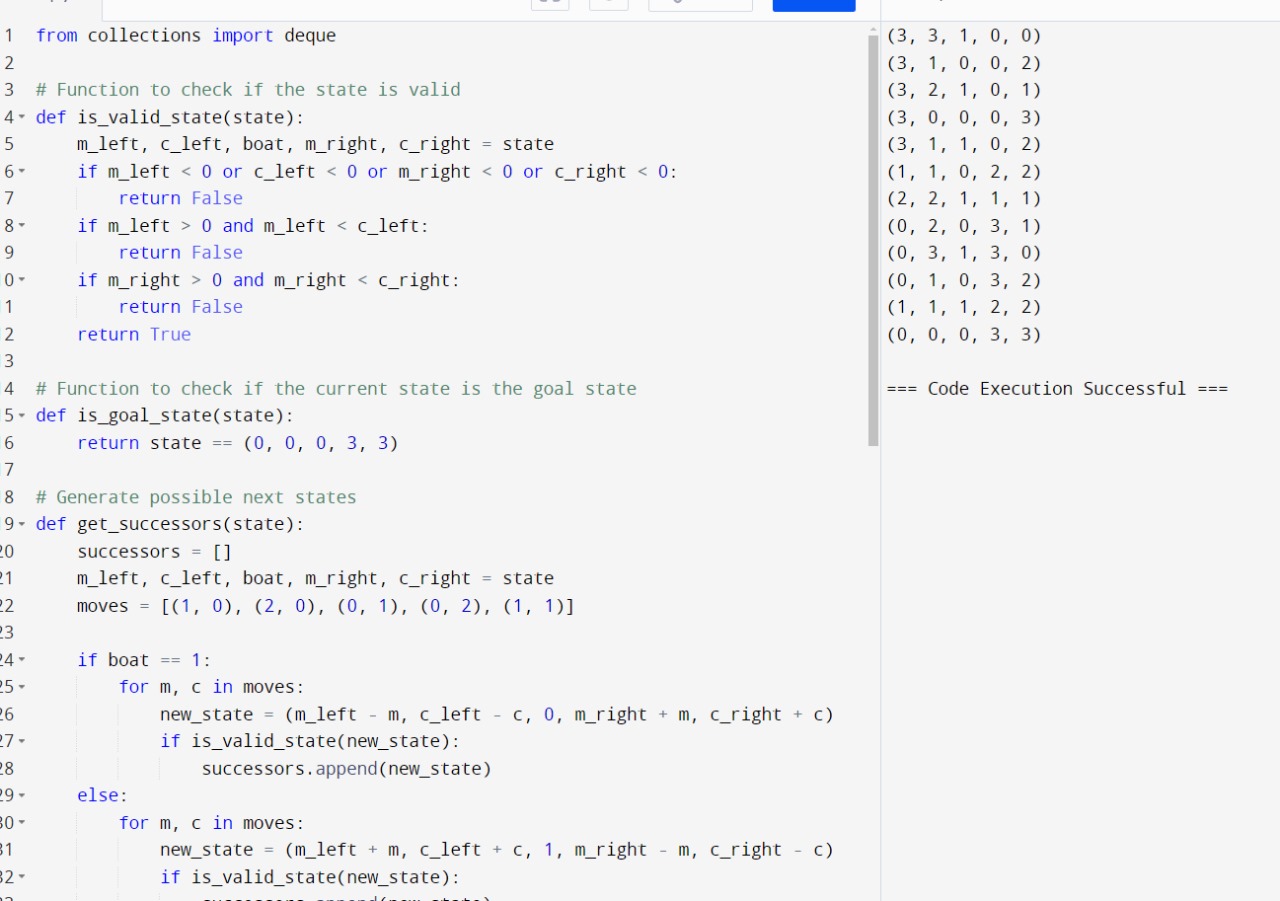 1 from collections import deque
2
3 # Function to check if the state is valid
4 def is_valid_state(state):
5     m_left, c_left, boat, m_right, c_right = state
6     if m_left < 0 or c_left < 0 or m_right < 0 or c_right < 0:
7         return False
8     if m_left > 0 and m_left < c_left:
9         return False
0     if m_right > 0 and m_right < c_right:
1         return False
2     return True
3
4 # Function to check if the current state is the goal state
5 def is_goal_state(state):
6     return state == (0, 0, 0, 3, 3)
7
8 # Generate possible next states
9 def get_successors(state):
20     successors = []
21     m_left, c_left, boat, m_right, c_right = state
22     moves = [(1, 0), (2, 0), (0, 1), (0, 2), (1, 1)]
23
24     if boat == 1:
25         for m, c in moves:
26             new_state = (m_left - m, c_left - c, 0, m_right + m, c_right + c)
27             if is_valid_state(new_state):
28                 successors.append(new_state)
29     else:
30         for m, c in moves:
31             new_state = (m_left + m, c_left + c, 1, m_right - m, c_right - c)
32             if is_valid_state(new_state):
(3, 3, 1, 0, 0)
(3, 1, 0, 0, 2)
(3, 2, 1, 0, 1)
(3, 0, 0, 0, 3)
(3, 1, 1, 0, 2)
(1, 1, 0, 2, 2)
(2, 2, 1, 1, 1)
(0, 2, 0, 3, 1)
(0, 3, 1, 3, 0)
(0, 1, 0, 3, 2)
(1, 1, 1, 2, 2)
(0, 0, 0, 3, 3)
=== Code Execution Successful ===